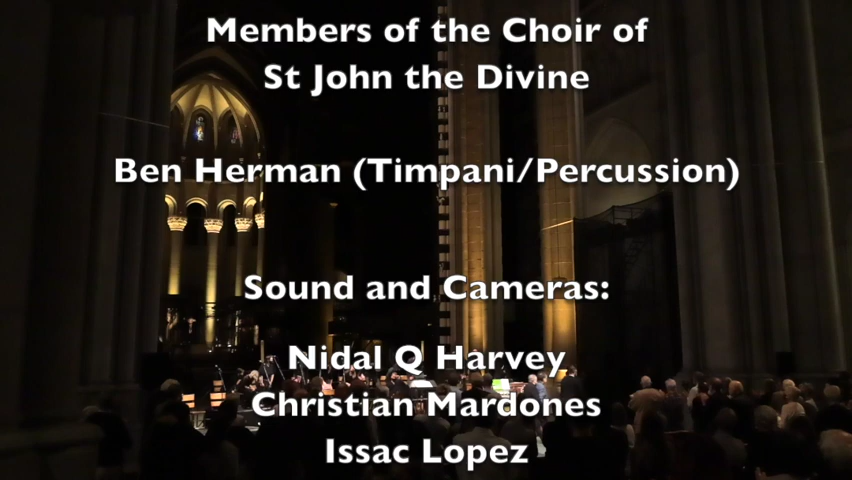 Members of the Choir of
St John the Divine
Ben Herman (Timpani/Percussion)
Sound and Cameras:
Nidal Q Harvey
Christian Mardones
Issac Lopez